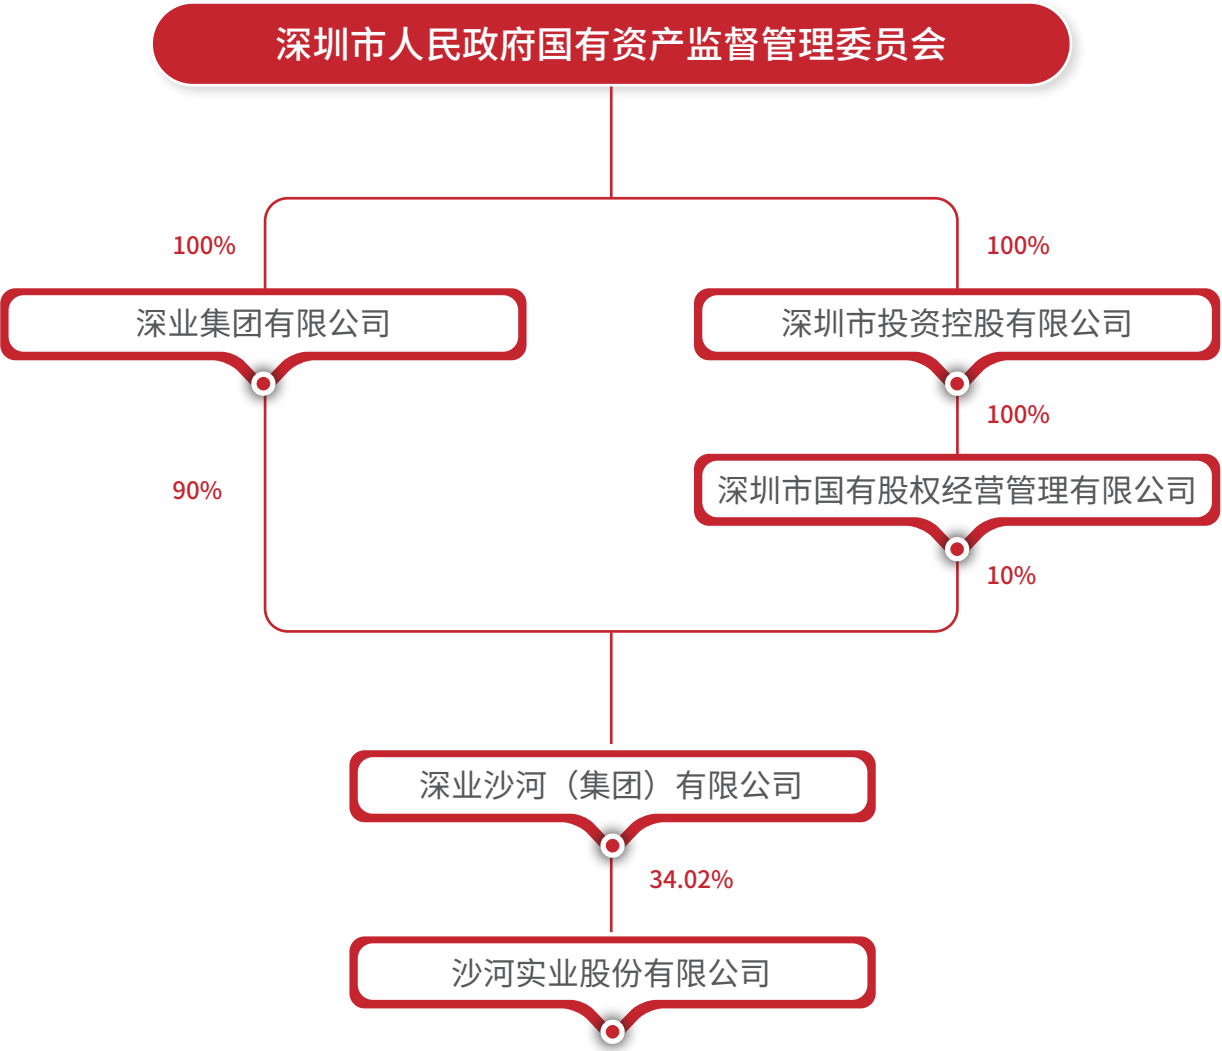 深圳市人民政府国有资产监督管理委员会
100%
100%
深业集团有限公司
深圳市投资控股有限公司
100%
90%
深圳市国有股权经营管理有限公司
10%
深业沙河（集团）有限公司
34.02%
沙河实业股份有限公司